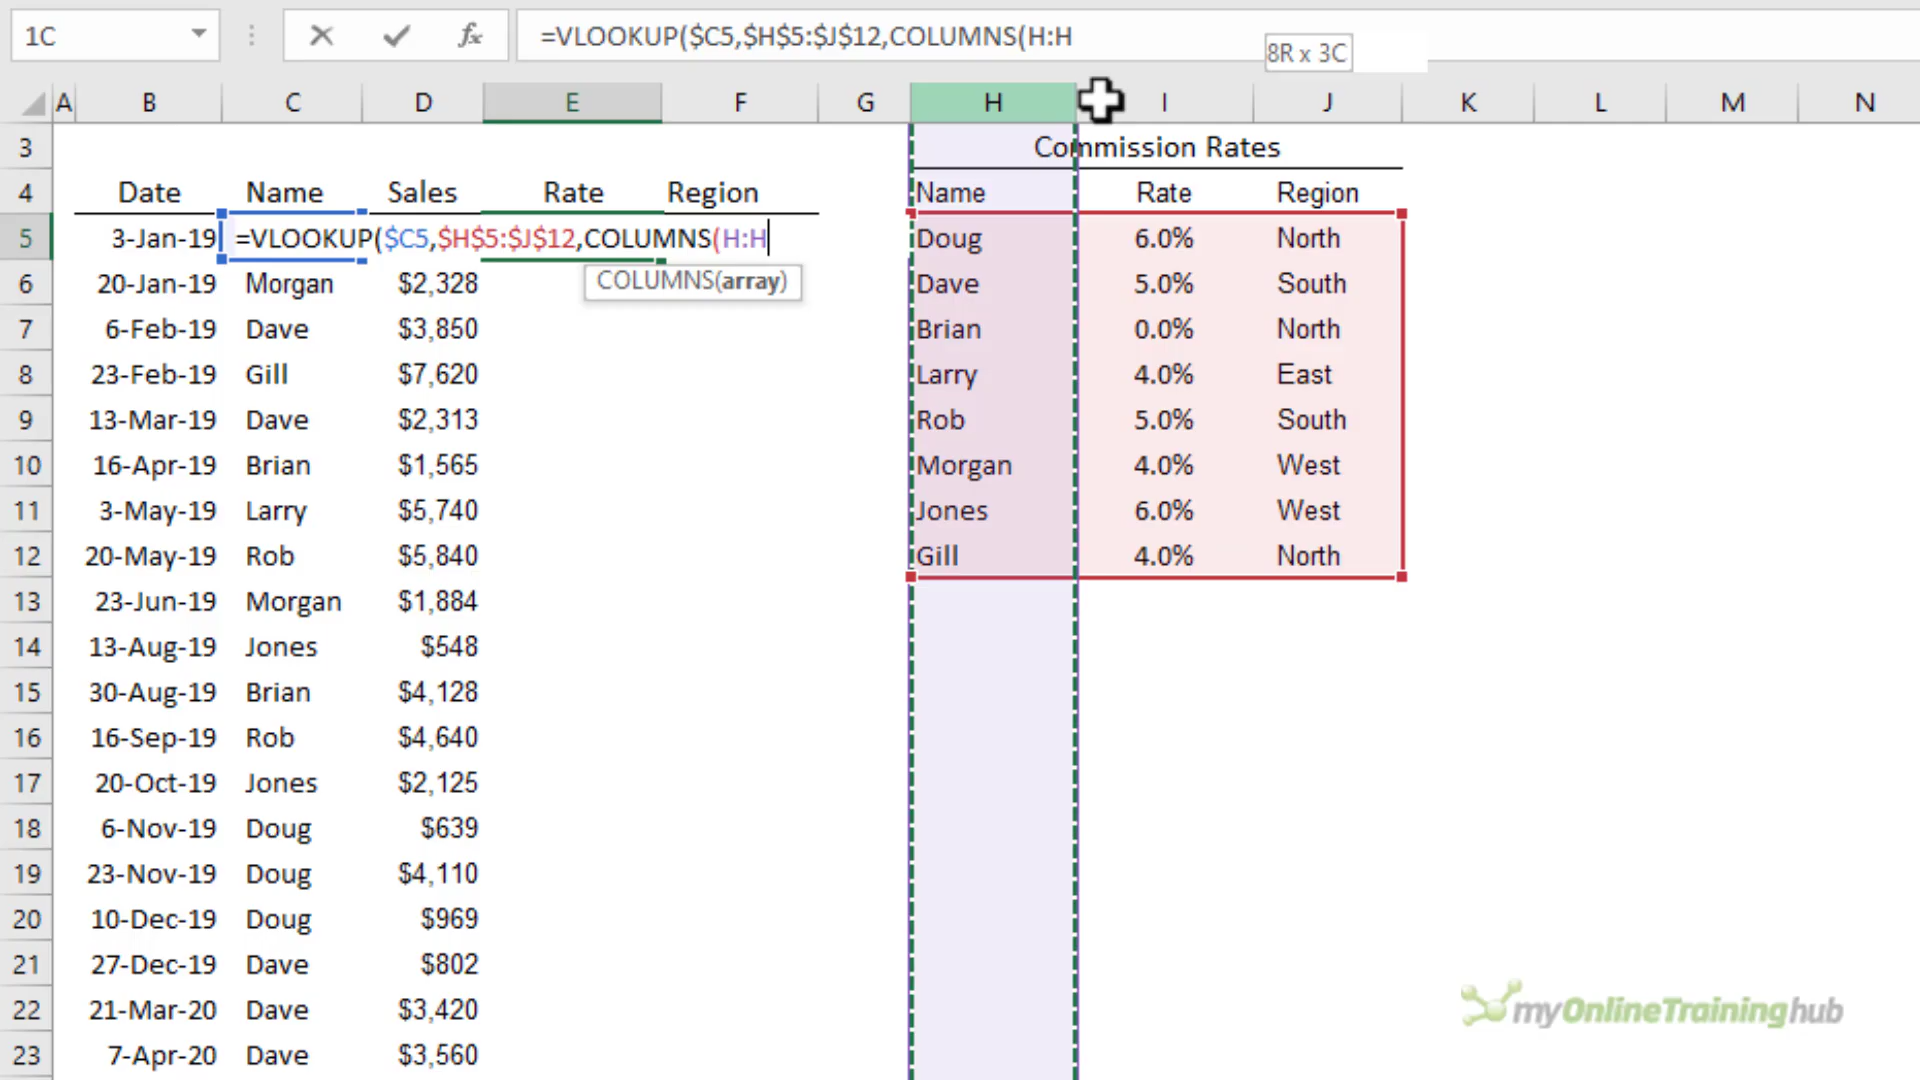 1C
fx
=VLOOKUP($C5,$H$5:$J$12,COLUMNS(H:H
8R x 3C
A B C D E F G H I J K L M N
3 Commission Rates
4 Date Name Sales Rate Region Name Rate Region
5 3-Jan-19 =VLOOKUP($C5,$H$5:$J$12,COLUMNS(H:H Doug 6.0% North
COLUMNS(array)
6 20-Jan-19 Morgan $2,328 Dave 5.0% South
7 6-Feb-19 Dave $3,850 Brian 0.0% North
8 23-Feb-19 Gill $7,620 Larry 4.0% East
9 13-Mar-19 Dave $2,313 Rob 5.0% South
10 16-Apr-19 Brian $1,565 Morgan 4.0% West
11 3-May-19 Larry $5,740 Jones 6.0% West
12 20-May-19 Rob $5,840 Gill 4.0% North
13 23-Jun-19 Morgan $1,884
14 13-Aug-19 Jones $548
15 30-Aug-19 Brian $4,128
16 16-Sep-19 Rob $4,640
17 20-Oct-19 Jones $2,125
18 6-Nov-19 Doug $639
19 23-Nov-19 Doug $4,110
20 10-Dec-19 Doug $969
21 27-Dec-19 Dave $802
22 21-Mar-20 Dave $3,420
23 7-Apr-20 Dave $3,560
myOnlineTraininghub